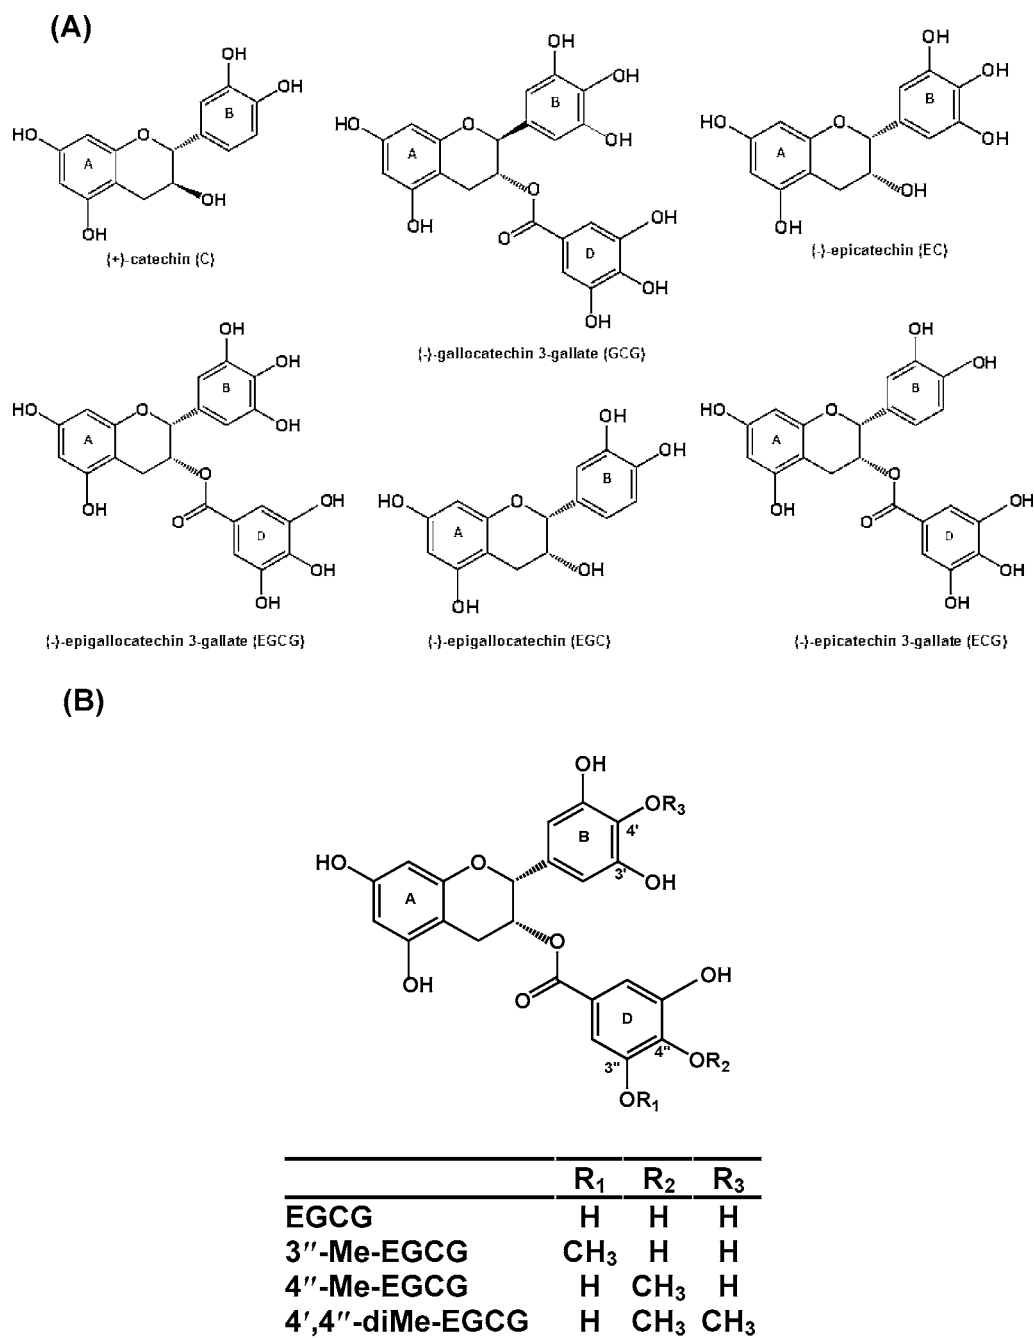 (A)
OH
OH
B
HO
O
A
OH
OH
(+)-catechin (C)
OH
OH
B
HO
O
OH
A
O
OH
O
OH
D
OH
OH
(-)-gallocatechin 3-gallate (GCG)
OH
OH
B
HO
O
OH
A
OH
OH
(-)-epicatechin (EC)
OH
OH
B
HO
O
OH
A
O
OH
O
OH
D
OH
OH
(-)-epigallocatechin 3-gallate (EGCG)
OH
OH
B
HO
O
A
OH
OH
(-)-epigallocatechin (EGC)
OH
OH
B
HO
O
A
O
OH
O
OH
D
OH
OH
(-)-epicatechin 3-gallate (ECG)
(B)
OH
OR3
B
4'
HO
O
3'
OH
A
O
OH
O
OH
D
3''
4''
OR2
OR1
R1 R2 R3
EGCG H H H
3″-Me-EGCG CH3 H H
4″-Me-EGCG H CH3 H
4′,4″-diMe-EGCG H CH3 CH3